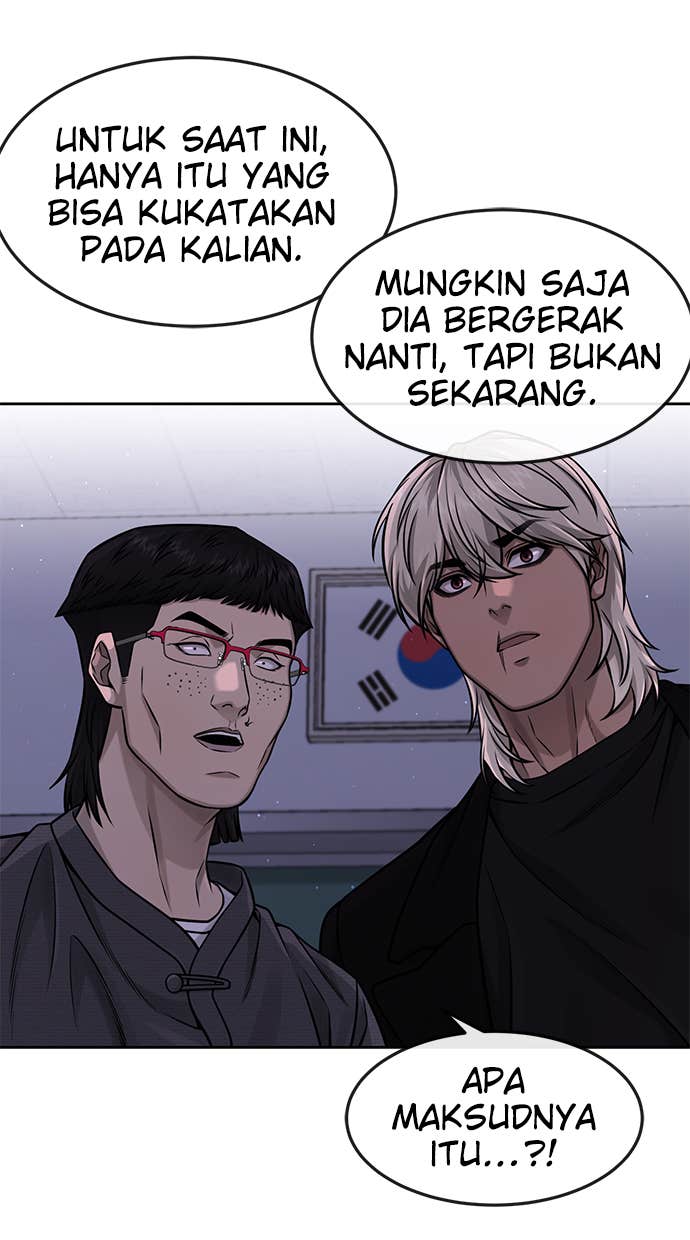 UNTUK SAAT INI,
HANYA ITU YANG
BISA KUKATAKAN
PADA KALIAN.
MUNGKIN SAJA
DIA BERGERAK
NANTI, TAPI BUKAN
SEKARANG.
APA
MAKSUDNYA
ITU...?!